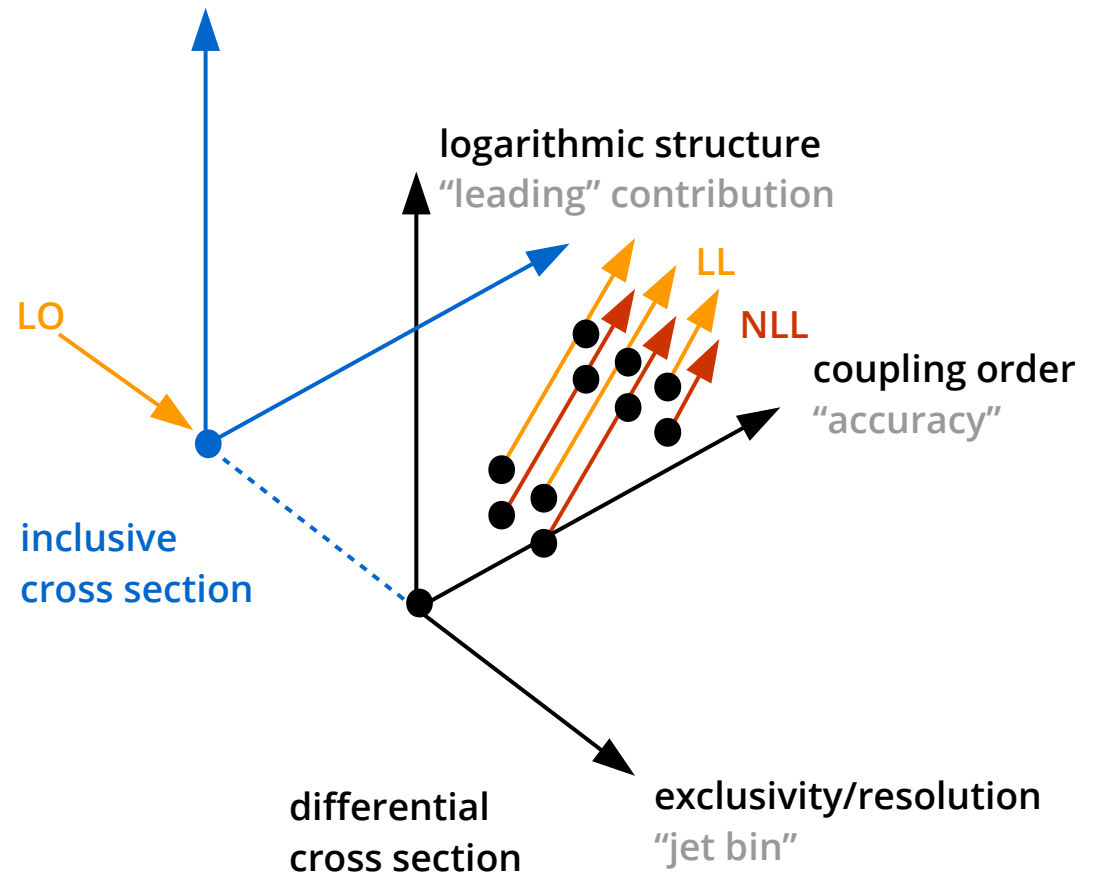 logarithmic structure
“leading” contribution
LL
LO
NLL
coupling order
“accuracy”
inclusive
cross section
differential
cross section
exclusivity/resolution
“jet bin”